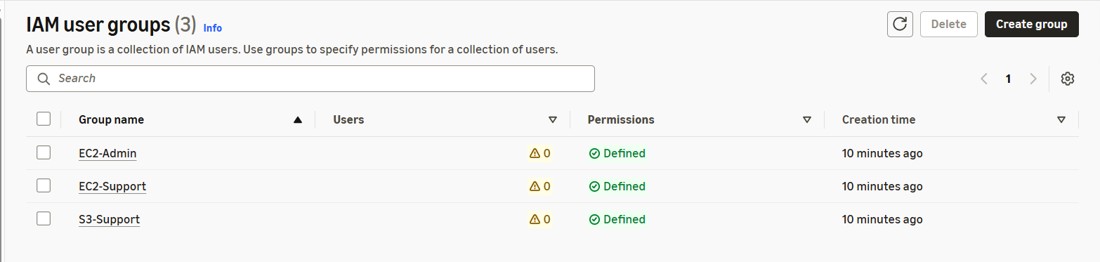 IAM user groups (3) Info
Delete
Create group
A user group is a collection of IAM users. Use groups to specify permissions for a collection of users.
Search
1
Group name Users Permissions Creation time
EC2-Admin 0 Defined 10 minutes ago
EC2-Support 0 Defined 10 minutes ago
S3-Support 0 Defined 10 minutes ago